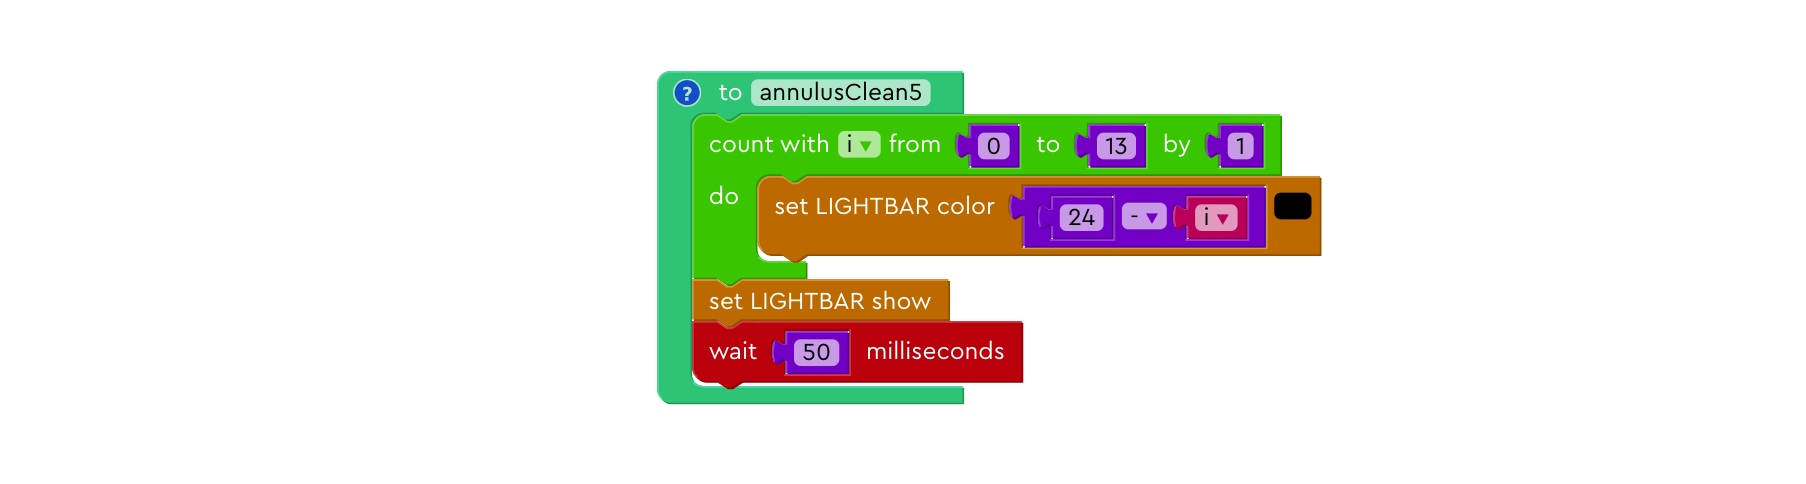 ? to annulusClean5
count with i ▾ from 0 to 13 by 1
do set LIGHTBAR color 24 - ▾ i ▾
set LIGHTBAR show
wait 50 milliseconds